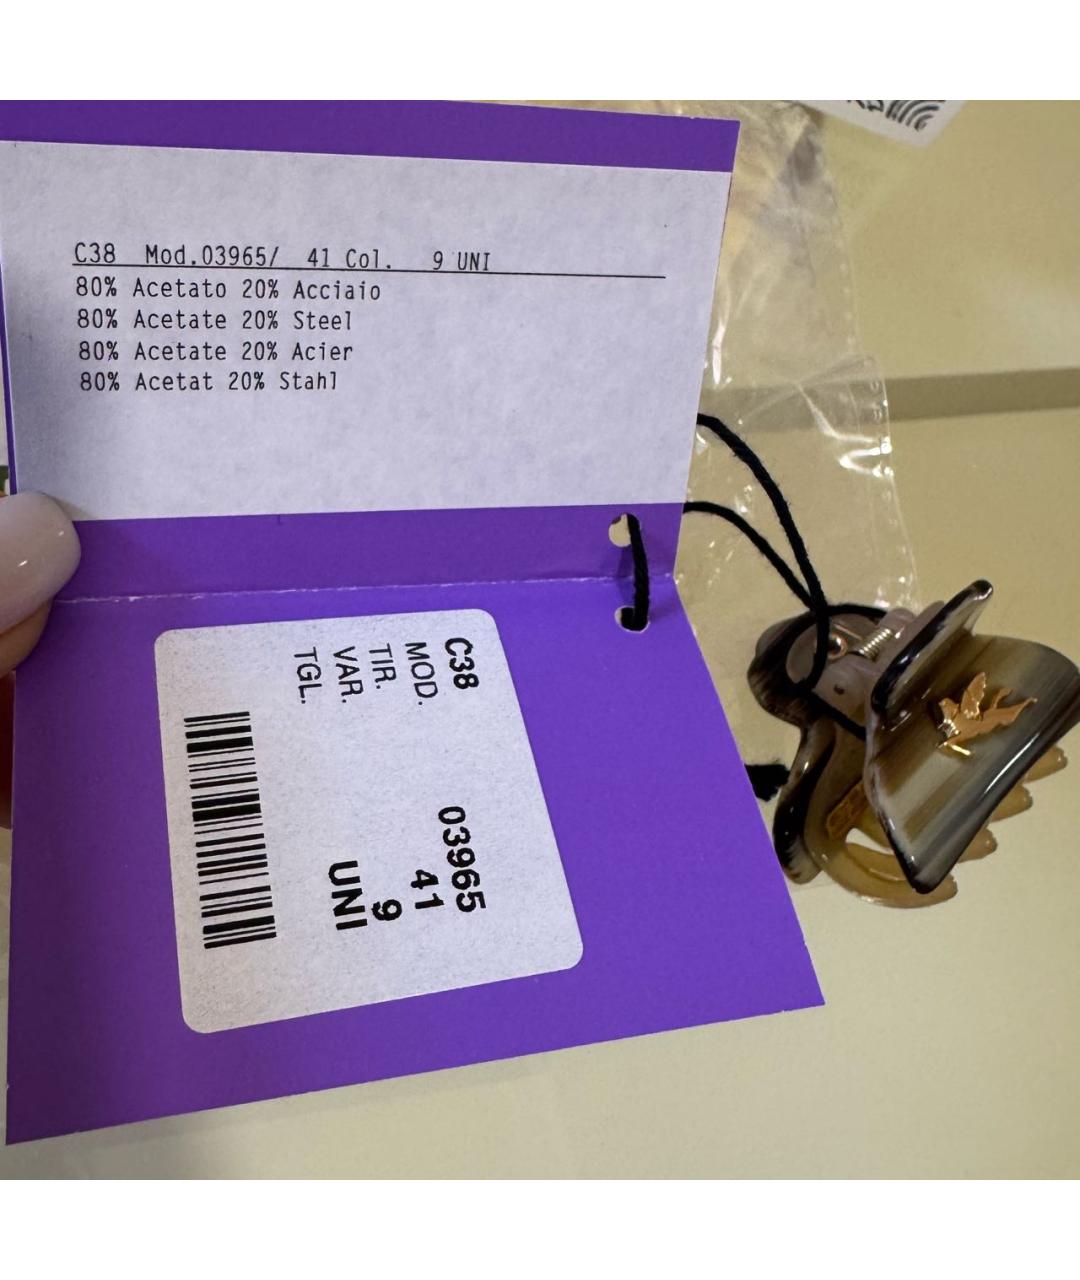 C38 Mod.03965/ 41 Col. 9 UNI
80% Acetato 20% Acciaio
80% Acetate 20% Steel
80% Acetate 20% Acier
80% Acetat 20% Stahl
C38
MOD. 03965
TIR. 41
VAR. 9
TGL. UNI